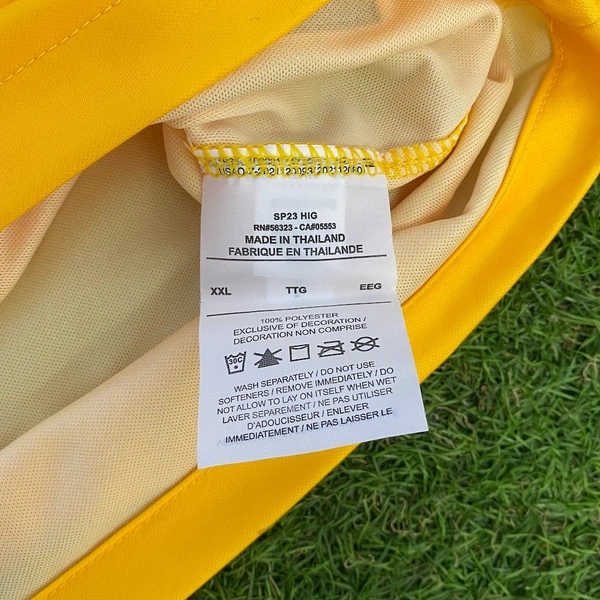 SP23 HIG
RN#56323 - CA#05553
MADE IN THAILAND
FABRIQUE EN THAILANDE
XXL TTG EEG
100% POLYESTER
EXCLUSIVE OF DECORATION /
DECORATION NON COMPRISE
30C
WASH SEPARATELY / DO NOT USE
SOFTENERS / REMOVE IMMEDIATELY / DO
NOT ALLOW TO LAY ON ITSELF WHEN WET
LAVER SEPAREMENT / NE PAS UTILISER
D'ADOUCISSEUR / ENLEVER
IMMEDIATEMENT / NE PAS LAISSER LE